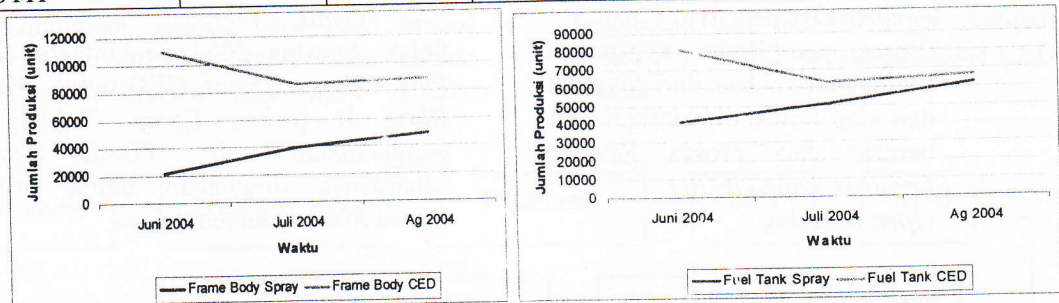 Jumlah Produksi (unit)
120000
100000
80000
60000
40000
20000
0
Juni 2004 Juli 2004 Ag 2004
Waktu
Frame Body Spray Frame Body CED
Jumlah Produksi (unit)
90000
80000
70000
60000
50000
40000
30000
20000
10000
0
Juni 2004 Juli 2004 Ag 2004
Waktu
Fuel Tank Spray Fuel Tank CED